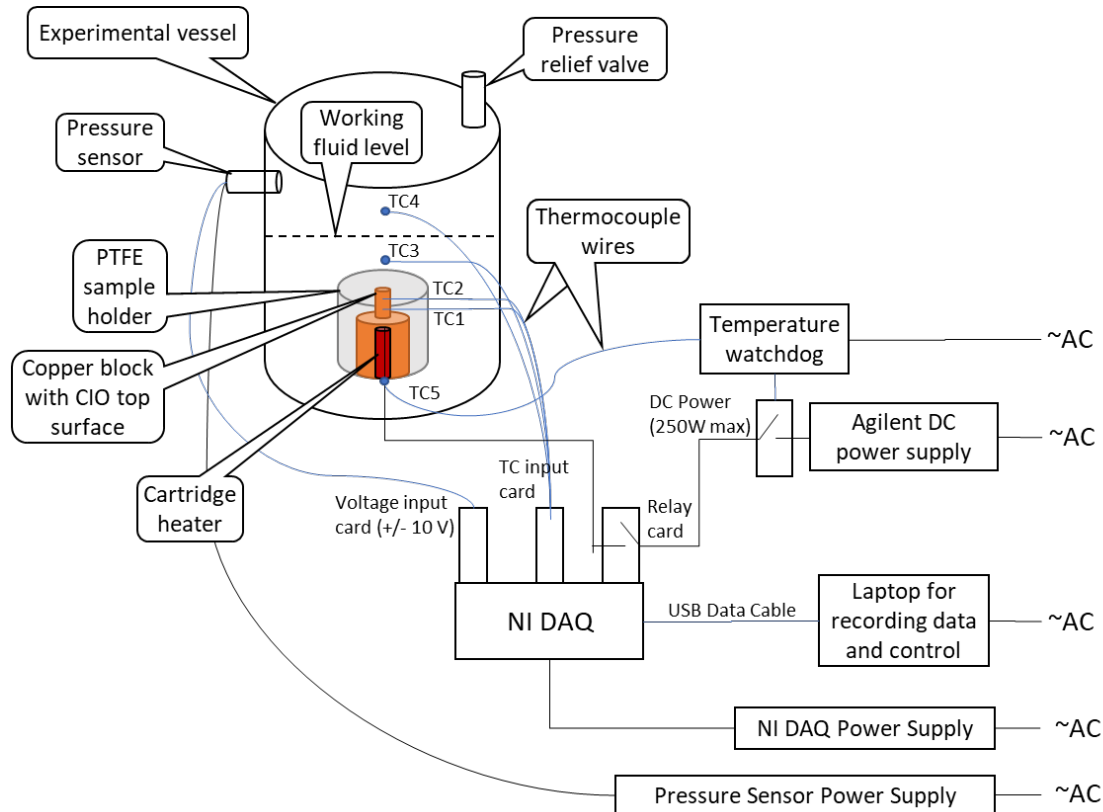 Experimental vessel
Pressure
relief valve
Working
fluid level
Pressure
sensor
TC4
Thermocouple
wires
TC3
PTFE
sample
holder
TC2
TC1
Temperature
watchdog
~AC
Copper block
with CIO top
surface
TC5
DC Power
(250W max)
Agilent DC
power supply
~AC
Cartridge
heater
TC input
card
Voltage input
card (+/- 10 V)
Relay
card
NI DAQ
USB Data Cable
Laptop for
recording data
and control
~AC
NI DAQ Power Supply
~AC
Pressure Sensor Power Supply
~AC